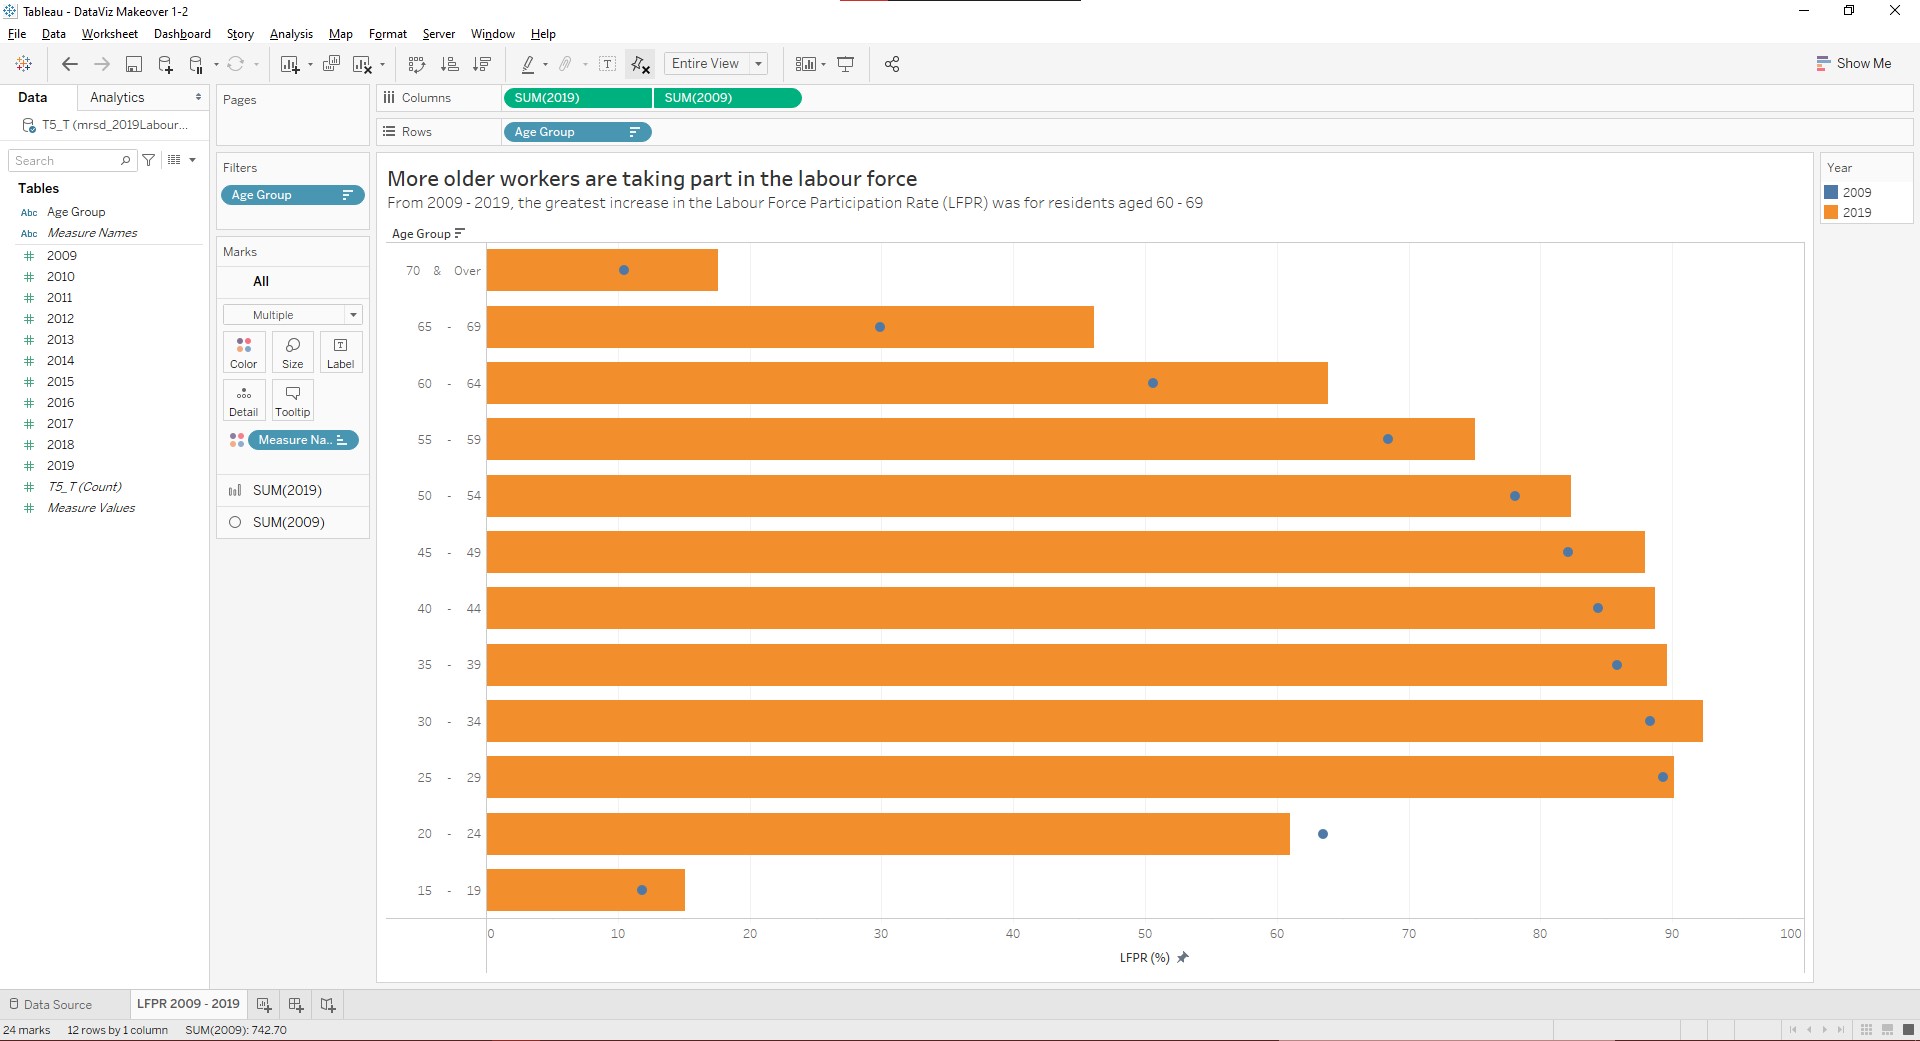 Tableau - DataViz Makeover 1-2
File Data Worksheet Dashboard Story Analysis Map Format Server Window Help
Entire View
Show Me
Data Analytics
T5_T (mrsd_2019Labour...
Search
Tables
Abc Age Group
Abc Measure Names
2009
2010
2011
2012
2013
2014
2015
2016
2017
2018
2019
T5_T (Count)
Measure Values
Pages
Filters
Age Group
Marks
All
Multiple
Color Size Label
Detail Tooltip
Measure Na..
SUM(2019)
SUM(2009)
Columns SUM(2019) SUM(2009)
Rows Age Group
More older workers are taking part in the labour force
From 2009 - 2019, the greatest increase in the Labour Force Participation Rate (LFPR) was for residents aged 60 - 69
Age Group
70 & Over
65 - 69
60 - 64
55 - 59
50 - 54
45 - 49
40 - 44
35 - 39
30 - 34
25 - 29
20 - 24
15 - 19
0 10 20 30 40 50 60 70 80 90 100
LFPR (%)
Year
2009
2019
Data Source LFPR 2009 - 2019
24 marks 12 rows by 1 column SUM(2009): 742.70